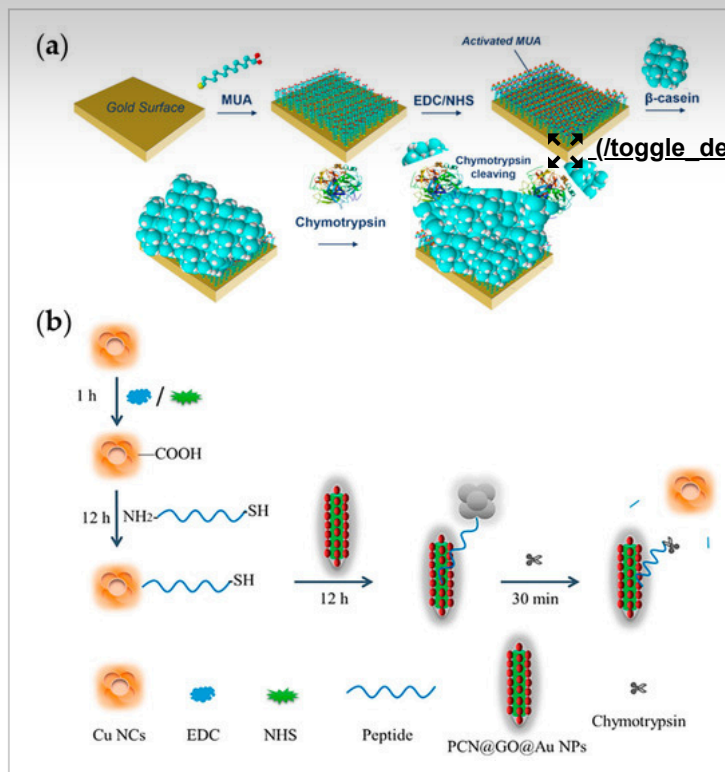 (a)
Activated MUA
Gold Surface
MUA
EDC/NHS
β-casein
(/toggle_de
Chymotrypsin
cleaving
Chymotrypsin
(b)
1 h
/
COOH
12 h
NH2
SH
SH
12 h
30 min
Cu NCs
EDC
NHS
Peptide
PCN@GO@Au NPs
Chymotrypsin